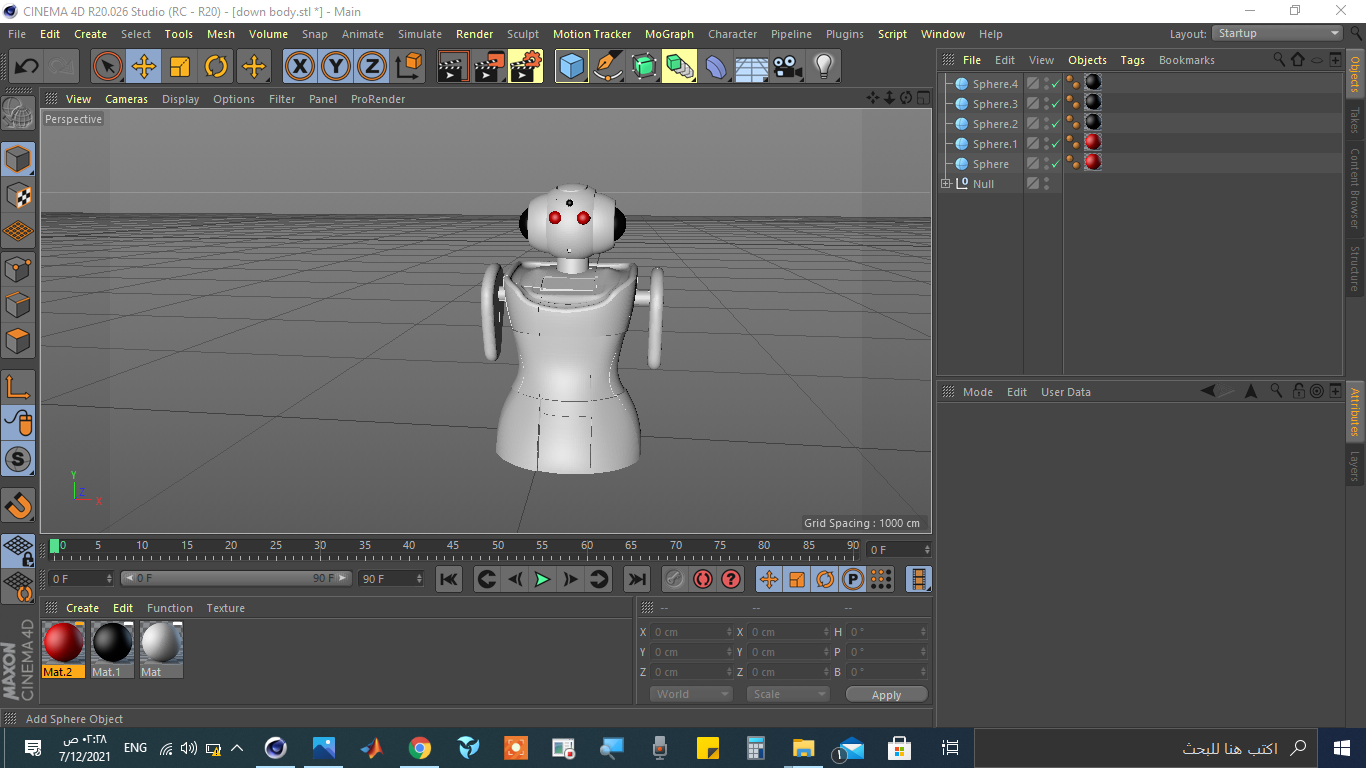 CINEMA 4D R20.026 Studio (RC - R20) - [down body.stl *] - Main
File Edit Create Select Tools Mesh Volume Snap Animate Simulate Render Sculpt Motion Tracker MoGraph Character Pipeline Plugins Script Window Help Layout: Startup
X Y Z
File Edit View Objects Tags Bookmarks
View Cameras Display Options Filter Panel ProRender
Perspective
Sphere.4
Sphere.3
Sphere.2
Sphere.1
Sphere
Null
Objects
Takes
Content Browser
Structure
Mode Edit User Data
Attributes
Layers
Y
Z
X
Grid Spacing : 1000 cm
0 5 10 15 20 25 30 35 40 45 50 55 60 65 70 75 80 85 90 0 F
0 F 0 F 90 F 90 F
P
Create Edit Function Texture
-- -- --
Mat.2 Mat.1 Mat
X 0 cm X 0 cm H 0 °
Y 0 cm Y 0 cm P 0 °
Z 0 cm Z 0 cm B 0 °
World Scale Apply
MAXON
CINEMA 4D
Add Sphere Object
٠٢:٢٨ ص
7/12/2021
ENG
1
اكتب هنا للبحث